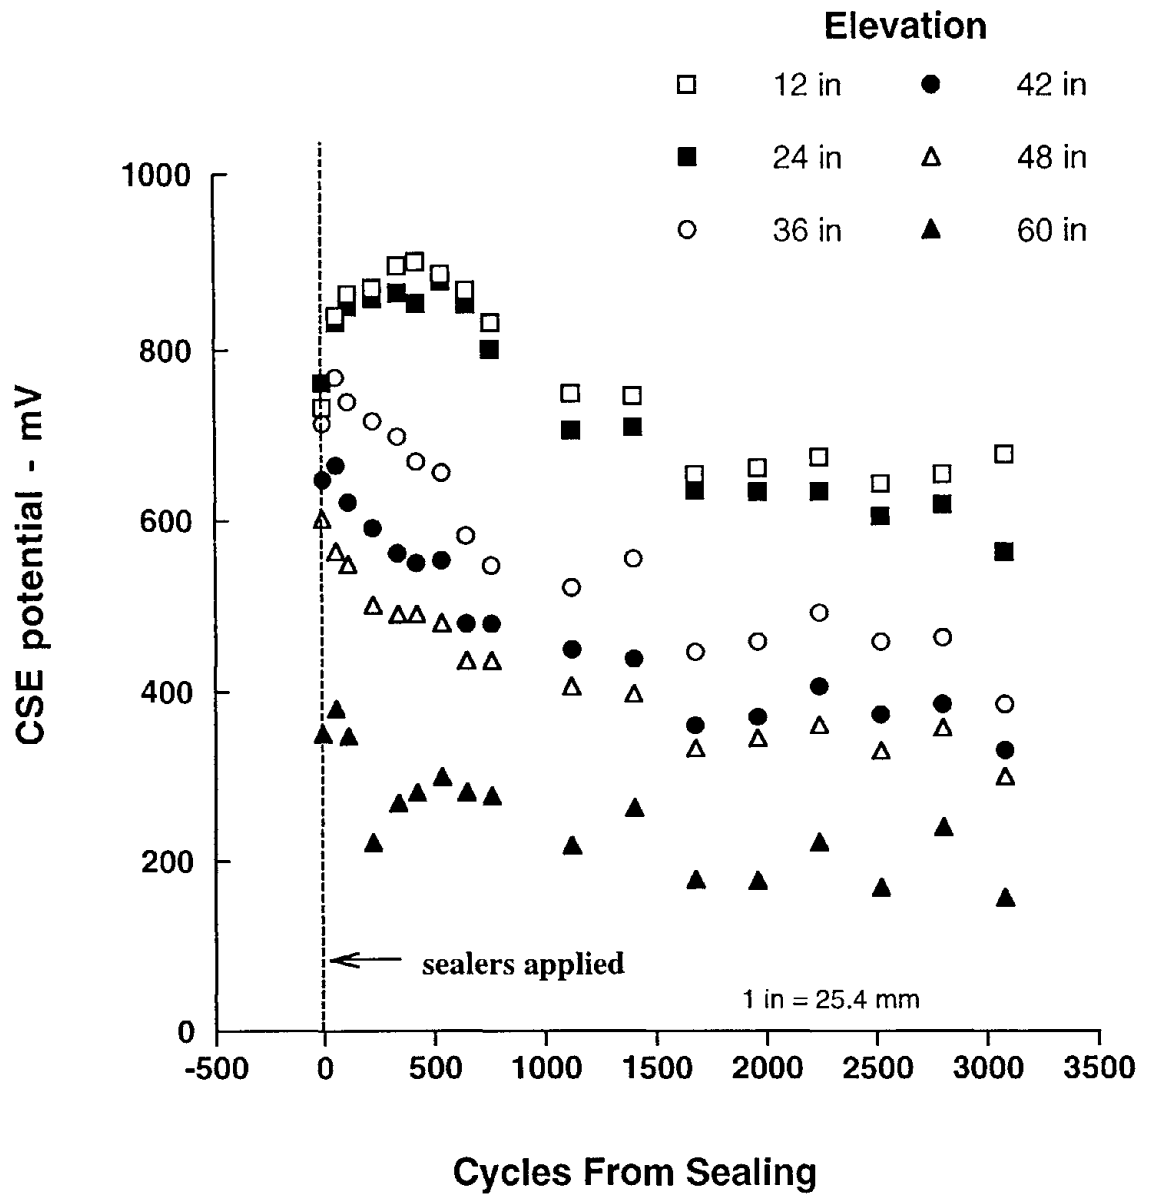 Elevation
12 in 42 in
24 in 48 in
36 in 60 in
1000
800
600
400
200
0
CSE potential - mV
sealers applied
1 in = 25.4 mm
-500 0 500 1000 1500 2000 2500 3000 3500
Cycles From Sealing